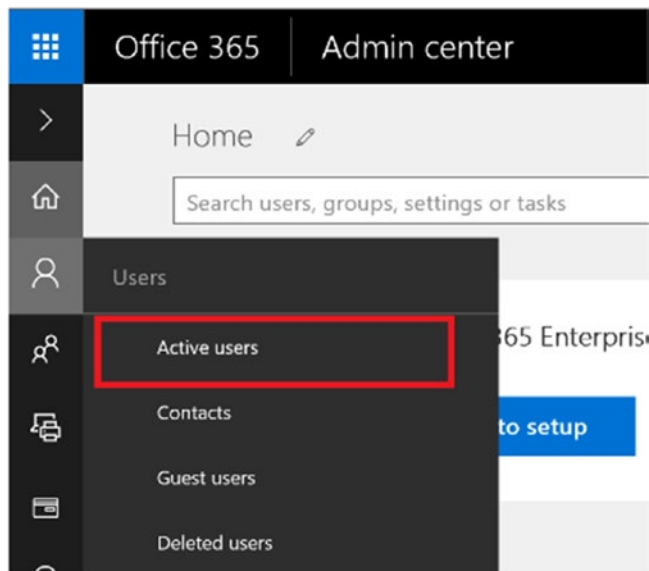 Office 365 Admin center
Home
Search users, groups, settings or tasks
Users
Active users
365 Enterprise
Contacts
to setup
Guest users
Deleted users